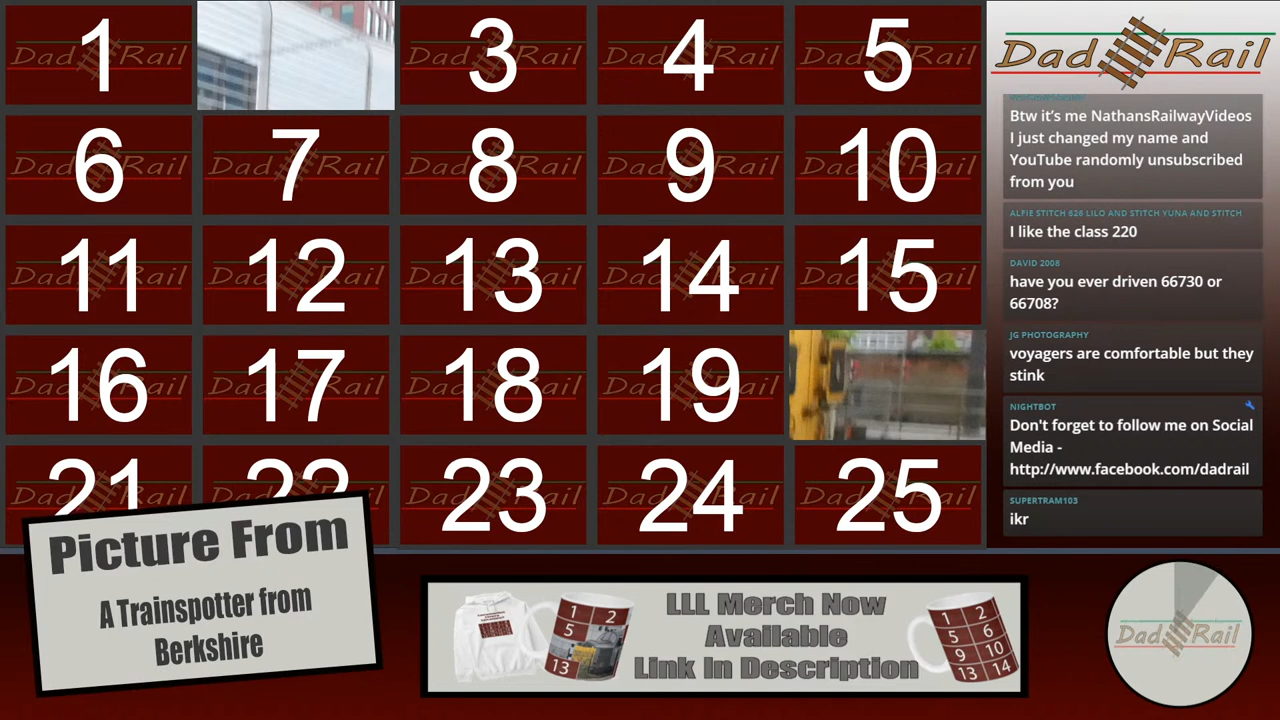 1
3
4
5
Dad Rail
6
7
8
9
10
11
12
13
14
15
16
17
18
19
21
22
23
24
25
Dad Rail
Btw it’s me NathansRailwayVideos
I just changed my name and
YouTube randomly unsubscribed
from you
ALFIE STITCH 626 LILO AND STITCH YUNA AND STITCH
I like the class 220
DAVID 2008
have you ever driven 66730 or
66708?
JG PHOTOGRAPHY
voyagers are comfortable but they
stink
NIGHTBOT
Don't forget to follow me on Social
Media -
http://www.facebook.com/dadrail
SUPERTRAM103
ikr
Picture From
A Trainspotter from
Berkshire
1 2
5
13
LLL Merch Now
Available
Link In Description
1 2
5 6
9 10
13 14
Dad Rail